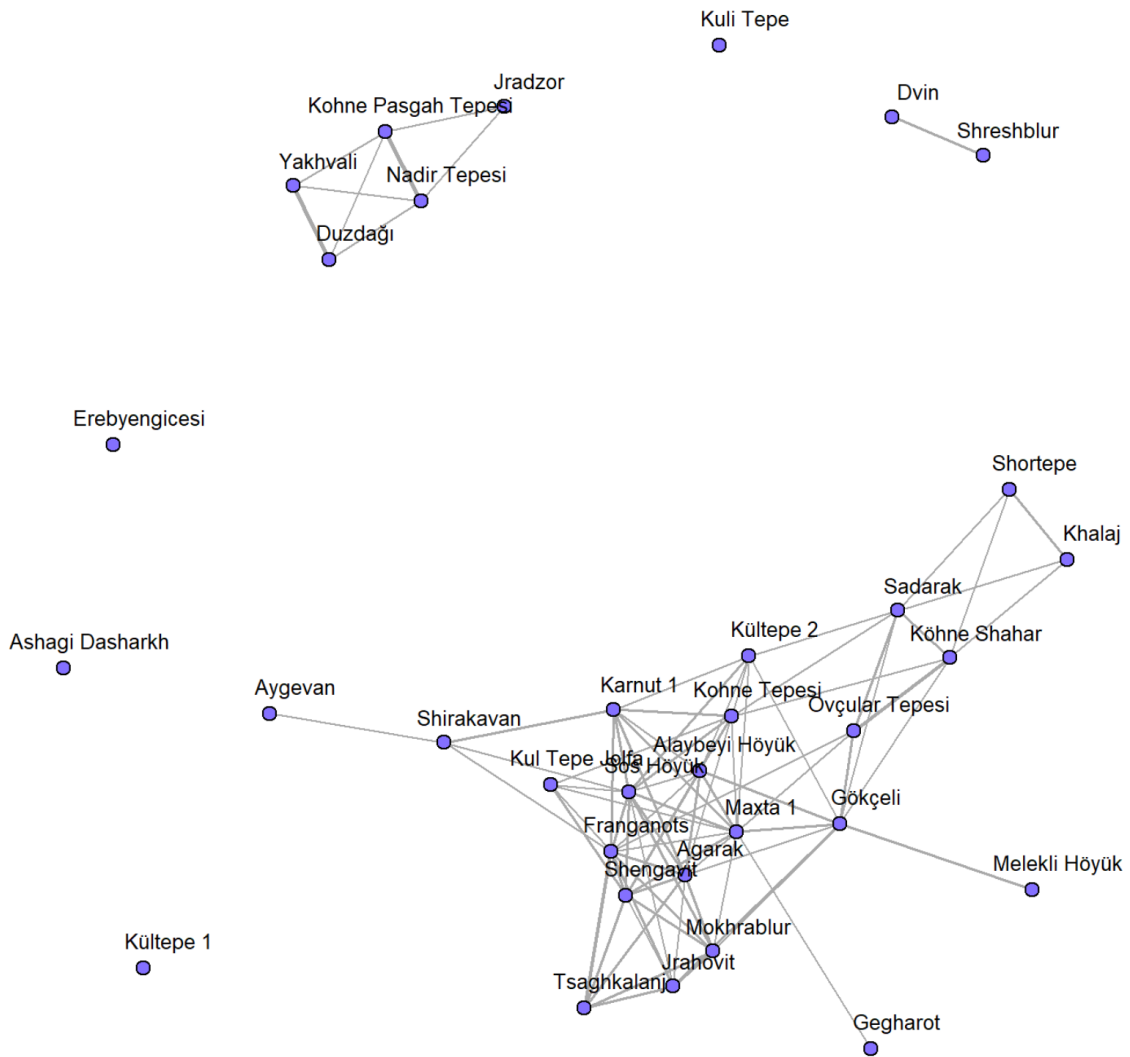 Kuli Tepe
Jradzor
Kohne Pasgah Tepesi
Dvin
Shreshblur
Yakhvali
Nadir Tepesi
Duzdağı
Erebyengicesi
Shortepe
Khalaj
Sadarak
Ashagi Dasharkh
Kültepe 2
Köhne Shahar
Aygevan
Karnut 1
Kohne Tepesi
Ovçular Tepesi
Shirakavan
Alaybeyi Höyük
Kul Tepe Jolfa
Sos Höyük
Maxta 1
Gökçeli
Franganots
Agarak
Melekli Höyük
Shengavit
Mokhrablur
Kültepe 1
Jrahovit
Tsaghkalanj
Gegharot